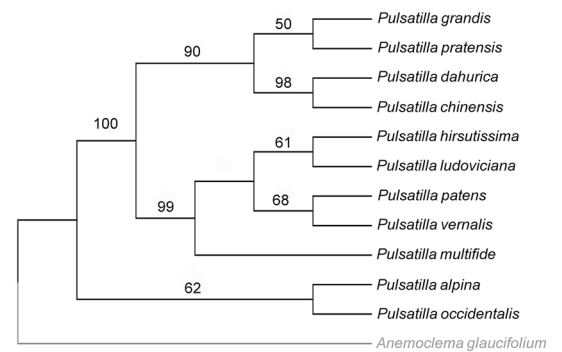 50
Pulsatilla grandis
Pulsatilla pratensis
90
98
Pulsatilla dahurica
Pulsatilla chinensis
100
61
Pulsatilla hirsutissima
Pulsatilla ludoviciana
99
68
Pulsatilla patens
Pulsatilla vernalis
Pulsatilla multifide
62
Pulsatilla alpina
Pulsatilla occidentalis
Anemoclema glaucifolium